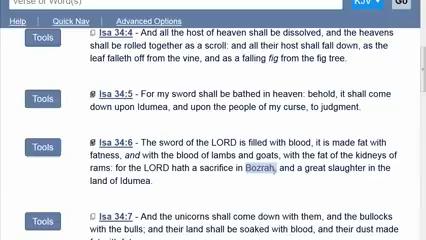 Verse or Word(s)
KJV
Go
Help
Quick Nav
Advanced Options
Tools
Isa 34:4 - And all the host of heaven shall be dissolved, and the heavens
shall be rolled together as a scroll: and all their host shall fall down, as the
leaf falleth off from the vine, and as a falling fig from the fig tree.
Tools
Isa 34:5 - For my sword shall be bathed in heaven: behold, it shall come
down upon Idumea, and upon the people of my curse, to judgment.
Tools
Isa 34:6 - The sword of the LORD is filled with blood, it is made fat with
fatness, and with the blood of lambs and goats, with the fat of the kidneys of
rams: for the LORD hath a sacrifice in Bozrah, and a great slaughter in the
land of Idumea.
Tools
Isa 34:7 - And the unicorns shall come down with them, and the bullocks
with the bulls; and their land shall be soaked with blood, and their dust made